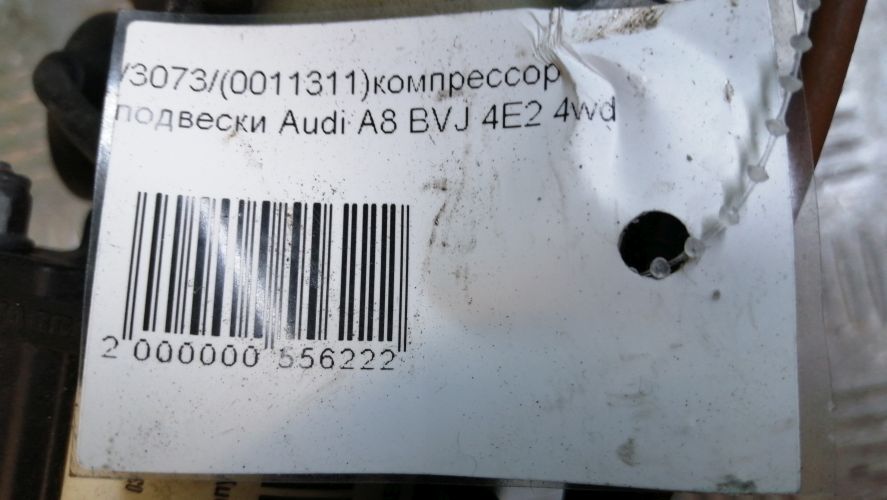 /3073/(0011311)компрессор
подвески Audi A8 BVJ 4E2 4wd
2 000000 556222